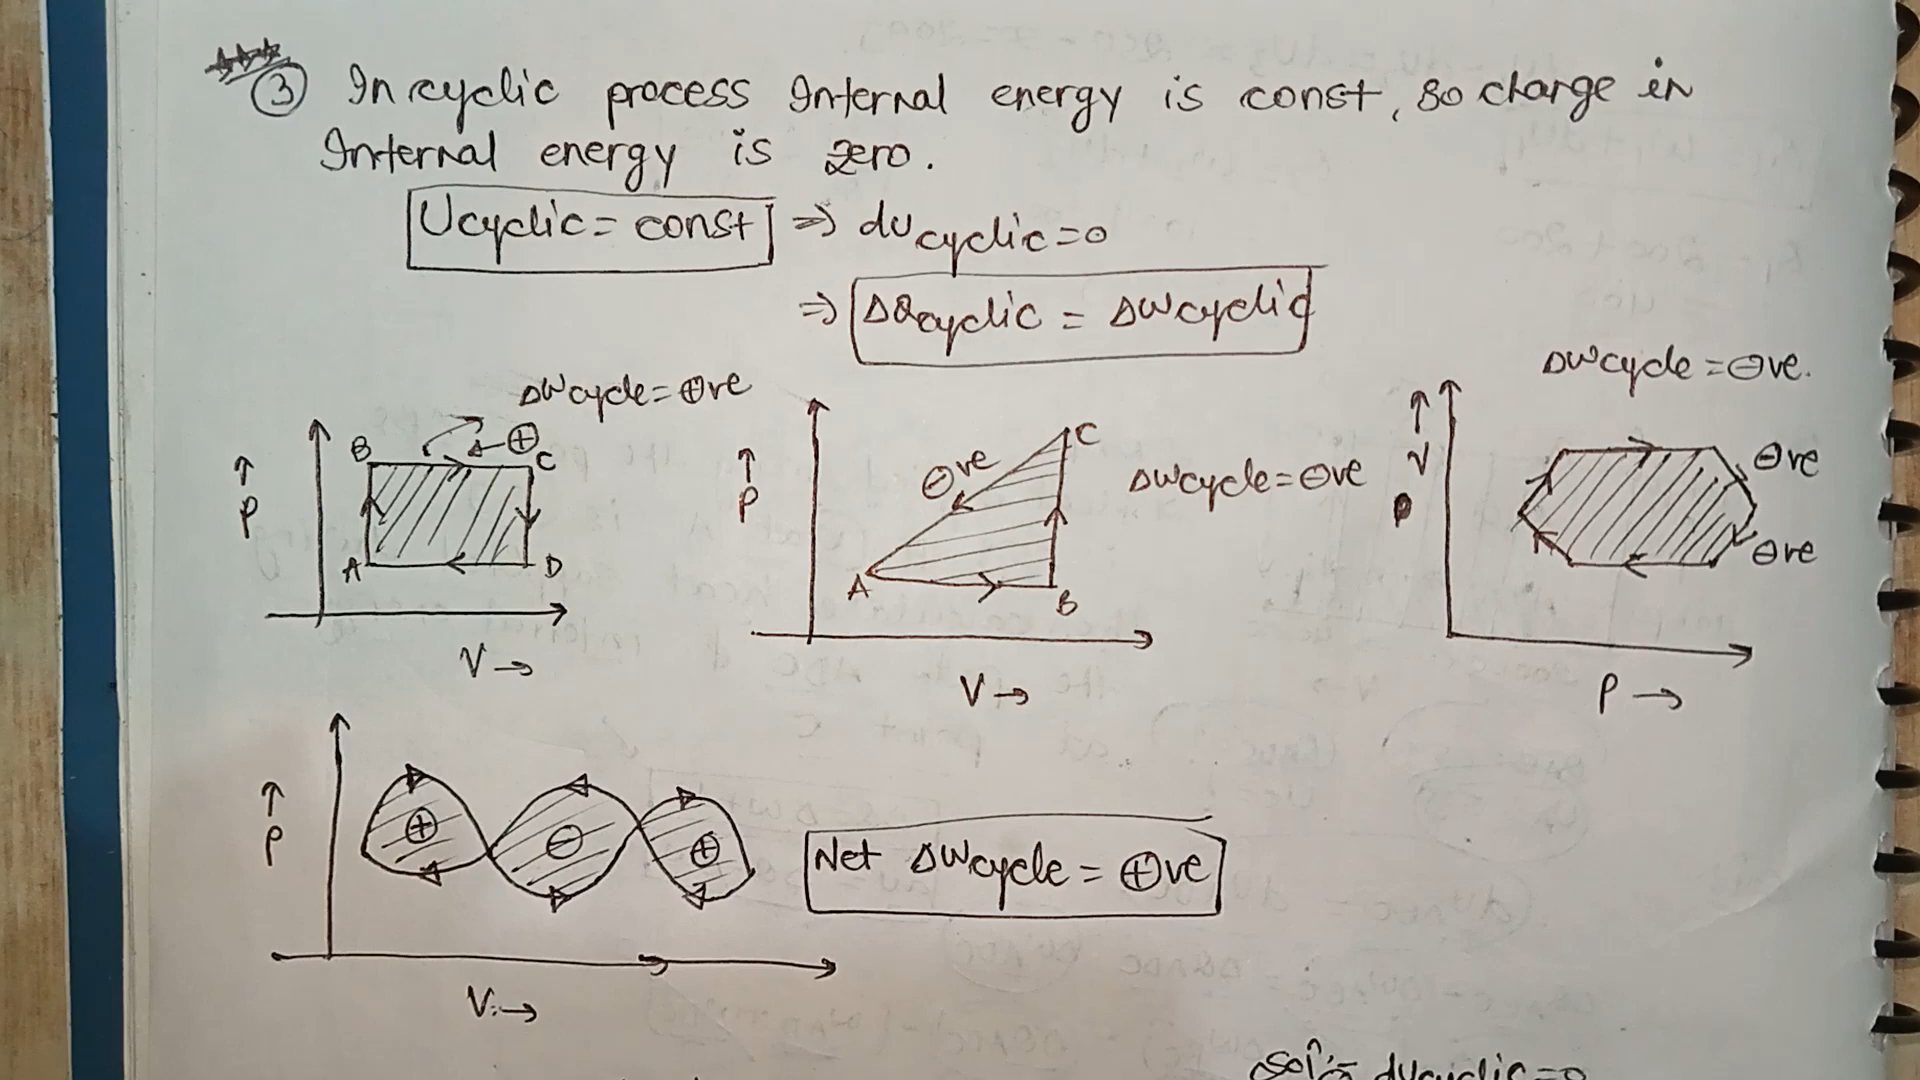 ③ In cyclic process Internal energy is const, so change in
Internal energy is zero.
Ucyclic = const ⇒ dUcyclic = 0
⇒ ΔQcyclic = ΔWcyclic
ΔWcycle = ⊕ve
B ⊕ C
↑
P
A D
V →
↑
P
⊖ve C
ΔWcycle = ⊖ve
A B
V →
ΔWcycle = ⊖ve.
↑
V
⊖ve
⊖ve
P →
↑
P
⊕ ⊖ ⊕
Net ΔWcycle = ⊕ve
V →